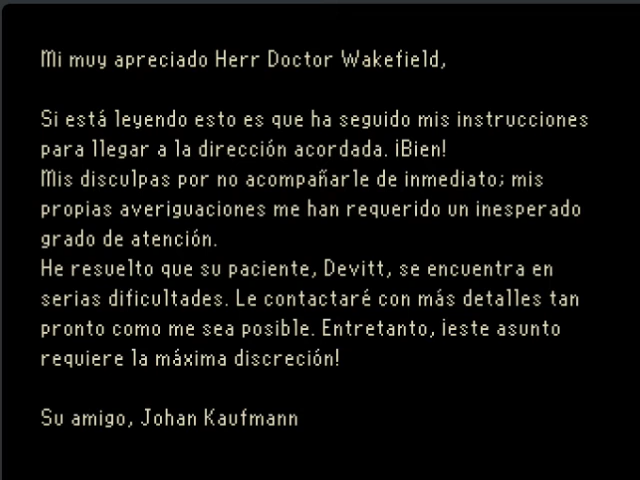 Mi muy apreciado Herr Doctor Wakefield,
Si está leyendo esto es que ha seguido mis instrucciones
para llegar a la dirección acordada. ¡Bien!
Mis disculpas por no acompañarle de inmediato; mis
propias averiguaciones me han requerido un inesperado
grado de atención.
He resuelto que su paciente, Devitt, se encuentra en
serias dificultades. Le contactaré con más detalles tan
pronto como me sea posible. Entretanto, ¡este asunto
requiere la máxima discreción!
Su amigo, Johan Kaufmann